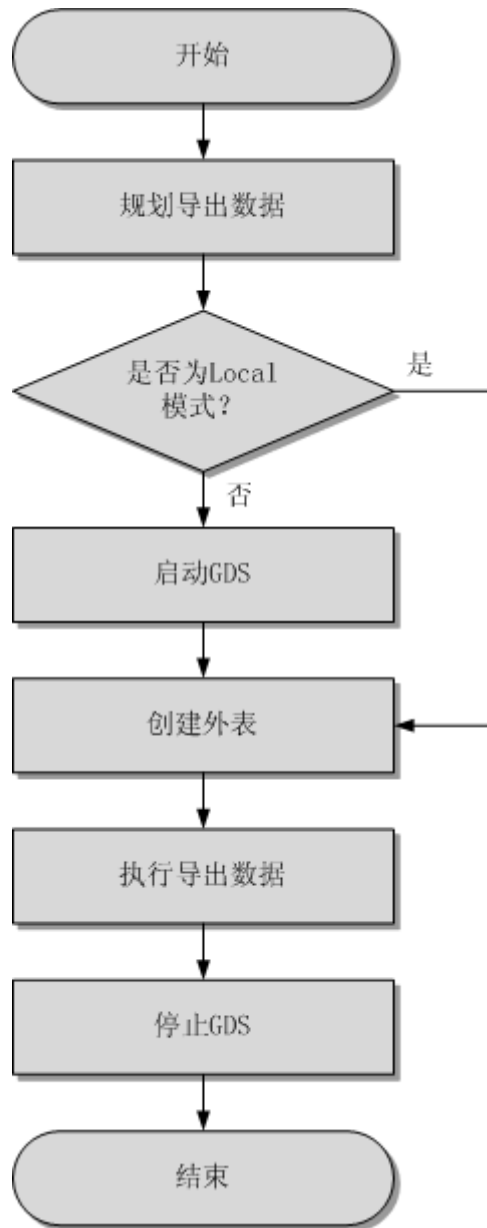 开始
规划导出数据
是否为Local
模式？
是
否
启动GDS
创建外表
执行导出数据
停止GDS
结束